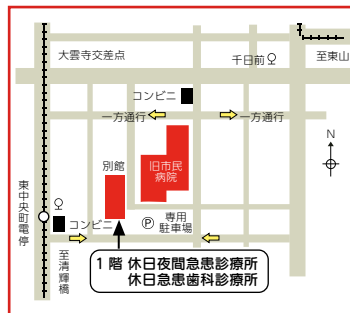 大雲寺交差点
千日前
至東山
コンビニ
一方通行
一方通行
別館
旧市民
病院
N
東中央町電停
コンビニ
P
専用
駐車場
至清輝橋
1階 休日夜間急患診療所
休日急患歯科診療所